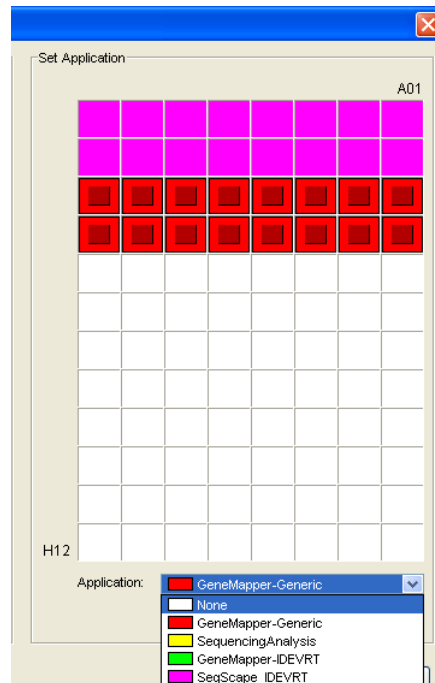 Set Application
A01
H12
Application: GeneMapper-Generic
None
GeneMapper-Generic
SequencingAnalysis
GeneMapper-IDEVRT
SeqScape_IDEVRT